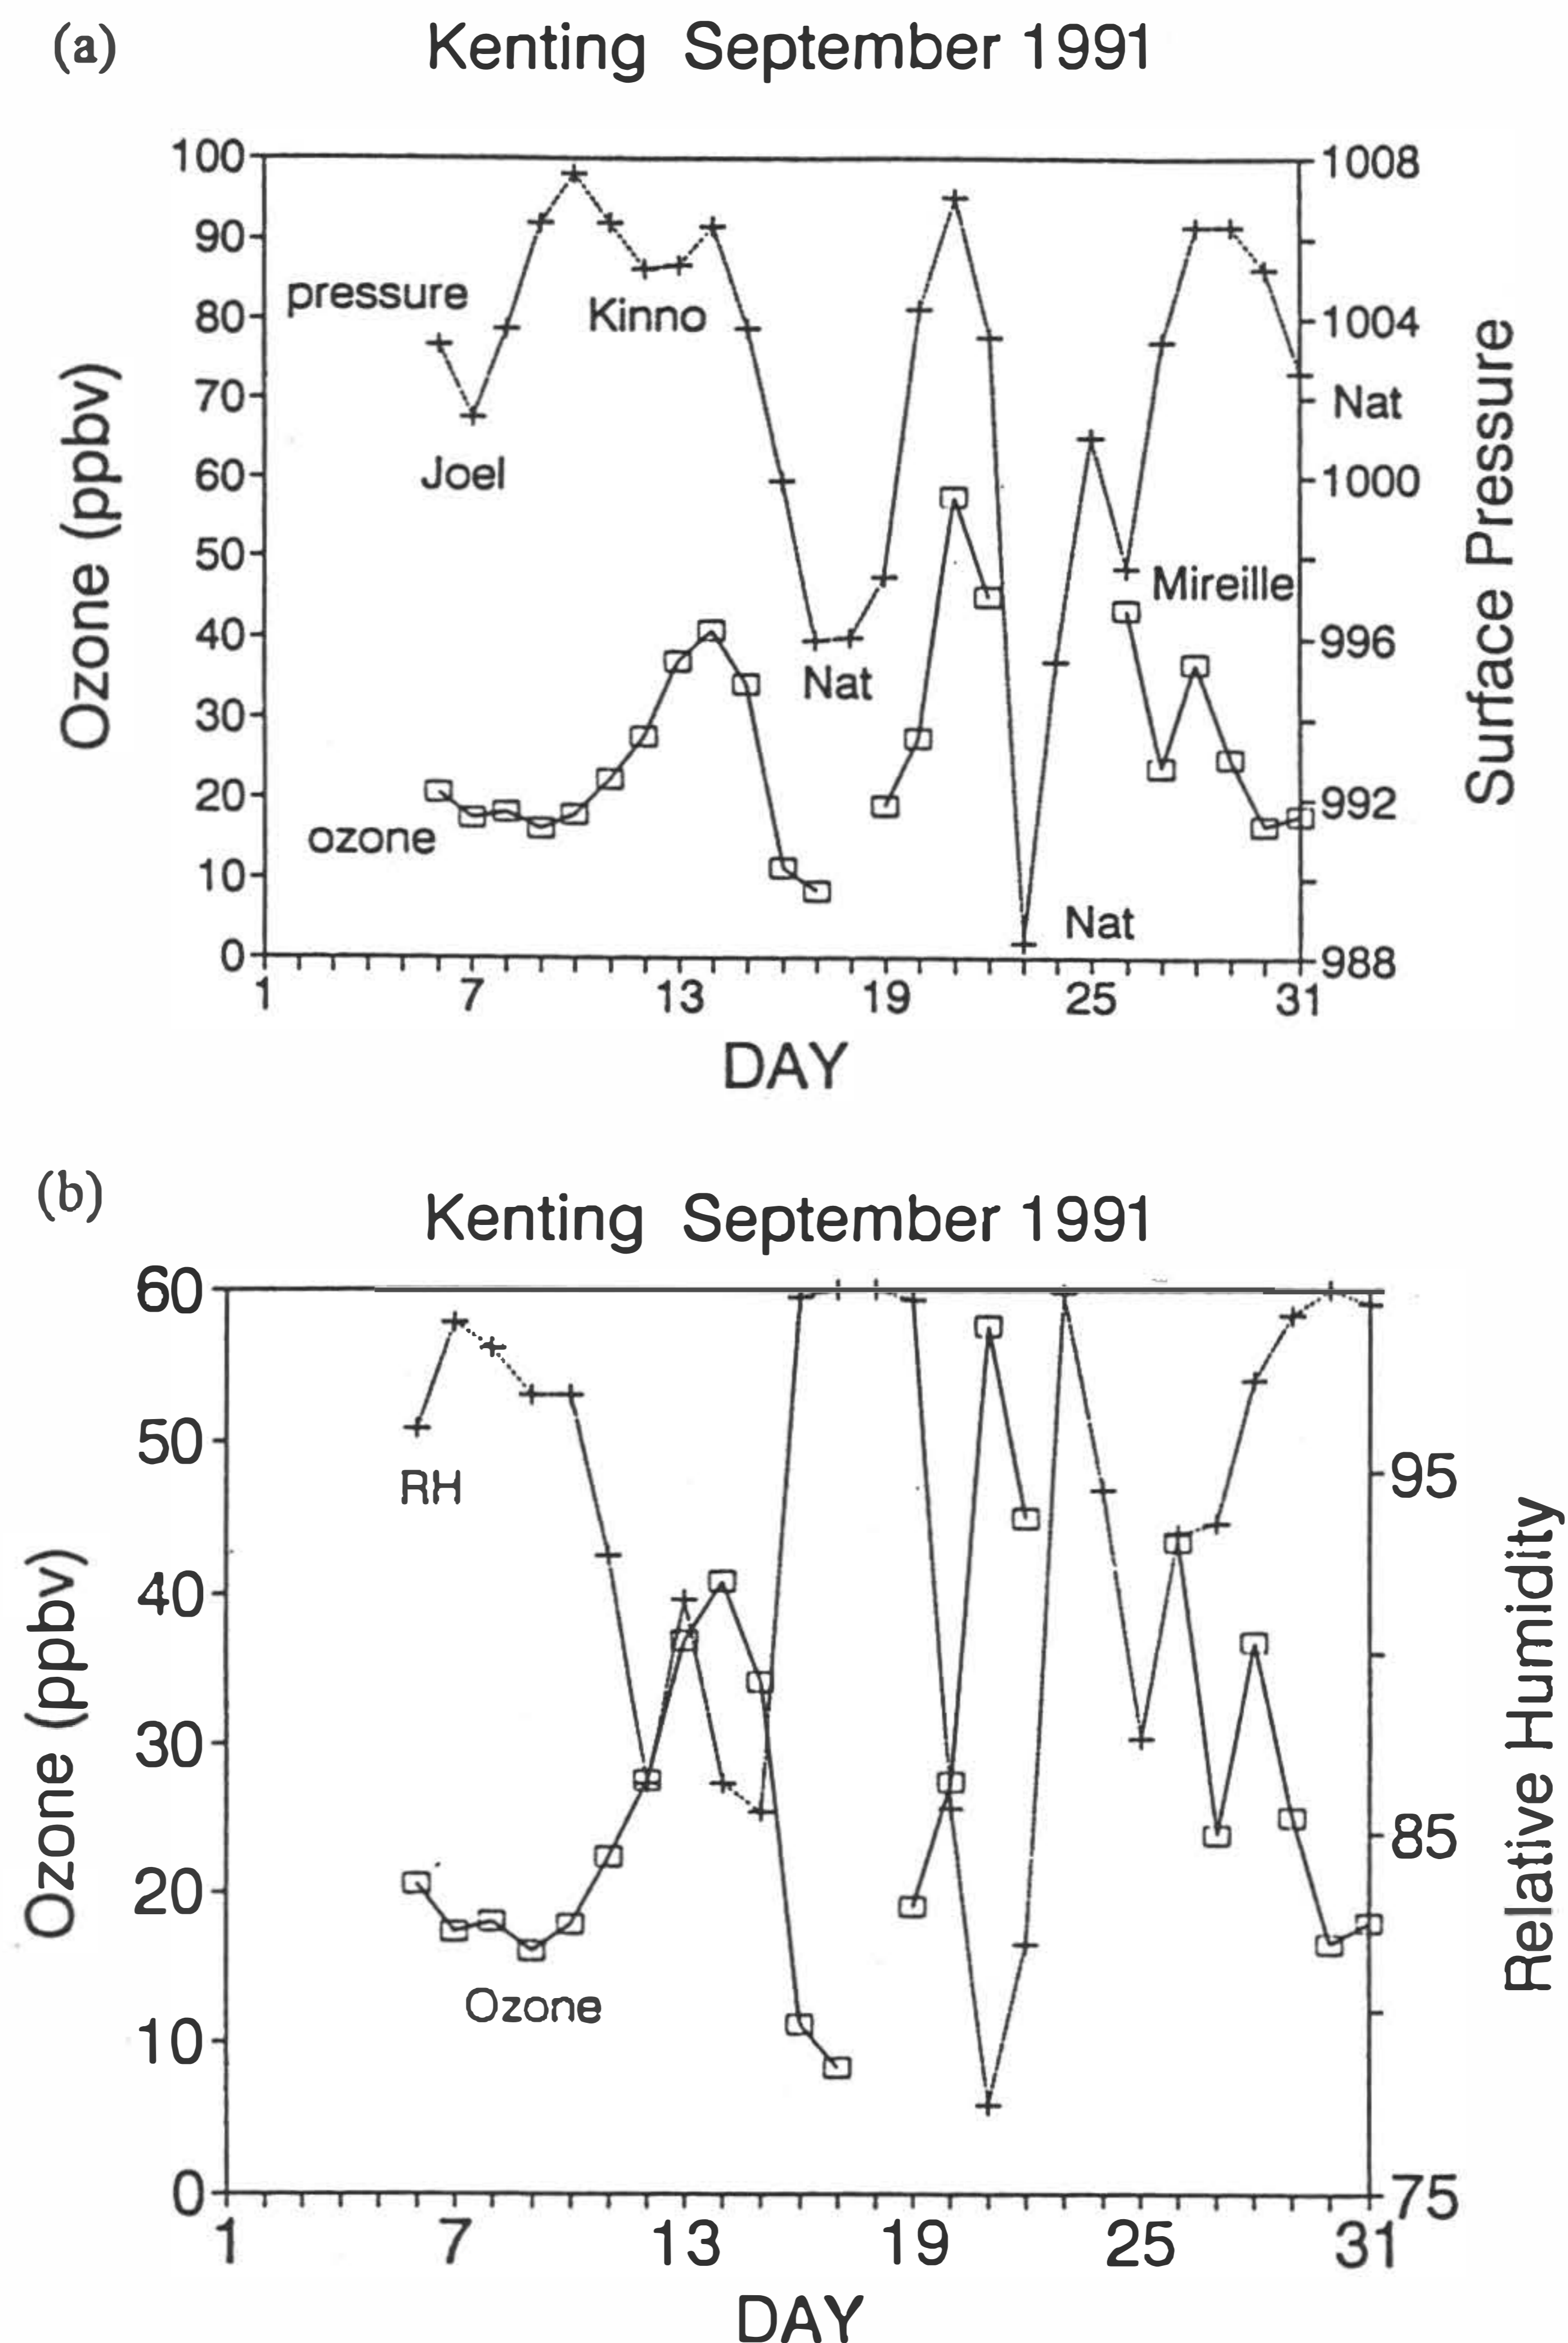 (a)
Kenting September 1991
100
90
80
70
60
50
40
30
20
10
0
Ozone (ppbv)
1008
1004
1000
996
992
988
Surface Pressure
pressure
Kinno
Joel
Nat
Mireille
Nat
ozone
Nat
1 7 13 19 25 31
DAY
(b)
Kenting September 1991
60
50
40
30
20
10
0
Ozone (ppbv)
95
85
75
Relative Humidity
RH
Ozone
1 7 13 19 25 31
DAY